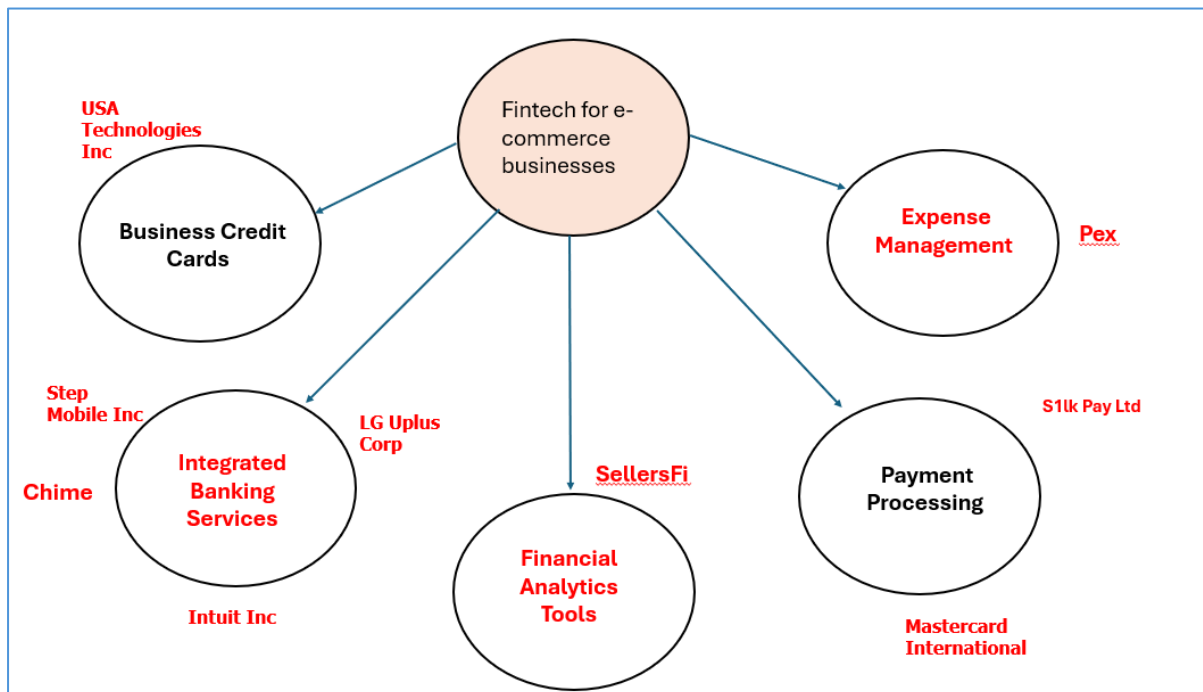 Fintech for e-
commerce
businesses
USA
Technologies
Inc
Business Credit
Cards
Expense
Management
Pex
Step
Mobile Inc
LG Uplus
Corp
Chime
Integrated
Banking
Services
Intuit Inc
SellersFi
Financial
Analytics
Tools
S1lk Pay Ltd
Payment
Processing
Mastercard
International